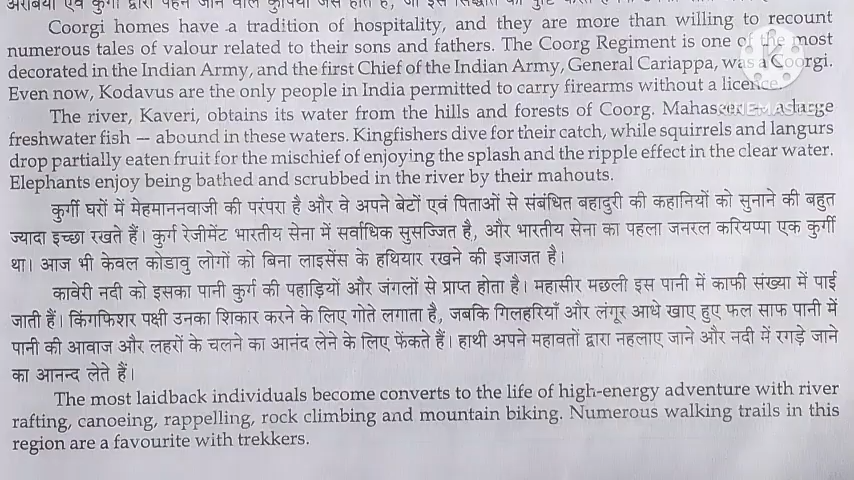 अरबियों एवं कुर्गी द्वारा पहने जाने वाले
Coorgi homes have a tradition of hospitality, and they are more than willing to recount
numerous tales of valour related to their sons and fathers. The Coorg Regiment is one of the most
decorated in the Indian Army, and the first Chief of the Indian Army, General Cariappa, was a Coorgi.
Even now, Kodavus are the only people in India permitted to carry firearms without a licence.
The river, Kaveri, obtains its water from the hills and forests of Coorg. Mahaseer — a large
freshwater fish — abound in these waters. Kingfishers dive for their catch, while squirrels and langurs
drop partially eaten fruit for the mischief of enjoying the splash and the ripple effect in the clear water.
Elephants enjoy being bathed and scrubbed in the river by their mahouts.
कुर्गी घरों में मेहमाननवाजी की परंपरा है और वे अपने बेटों एवं पिताओं से संबंधित बहादुरी की कहानियों को सुनाने की बहुत
ज्यादा इच्छा रखते हैं। कुर्ग रेजीमेंट भारतीय सेना में सर्वाधिक सुसज्जित है, और भारतीय सेना का पहला जनरल करियप्पा एक कुर्गी
था। आज भी केवल कोडावु लोगों को बिना लाइसेंस के हथियार रखने की इजाजत है।
कावेरी नदी को इसका पानी कुर्ग की पहाड़ियों और जंगलों से प्राप्त होता है। महासीर मछली इस पानी में काफी संख्या में पाई
जाती हैं। किंगफिशर पक्षी उनका शिकार करने के लिए गोते लगाता है, जबकि गिलहरियाँ और लंगूर आधे खाए हुए फल साफ पानी में
पानी की आवाज और लहरों के चलने का आनंद लेने के लिए फेंकते हैं। हाथी अपने महावतों द्वारा नहलाए जाने और नदी में रगड़े जाने
का आनन्द लेते हैं।
The most laidback individuals become converts to the life of high-energy adventure with river
rafting, canoeing, rappelling, rock climbing and mountain biking. Numerous walking trails in this
region are a favourite with trekkers.
KINEMASTER